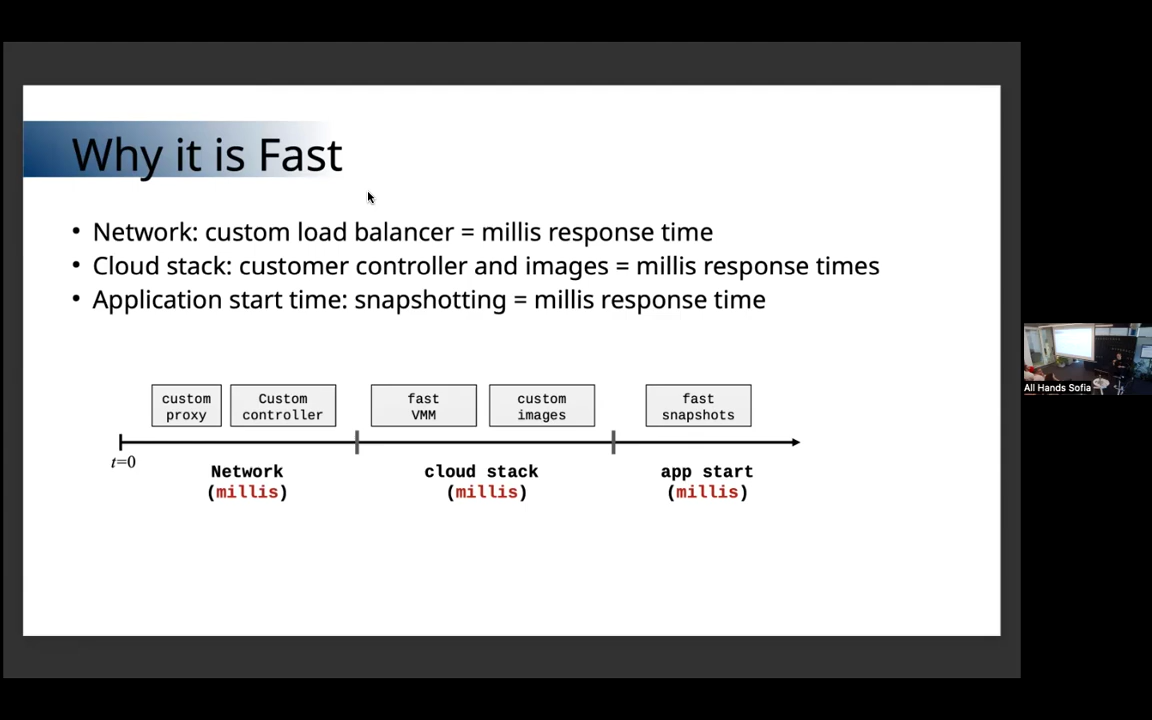 Why it is Fast
• Network: custom load balancer = millis response time
• Cloud stack: customer controller and images = millis response times
• Application start time: snapshotting = millis response time
custom proxy
Custom controller
fast VMM
custom images
fast snapshots
t=0
Network (millis)
cloud stack (millis)
app start (millis)
All Hands Sofia